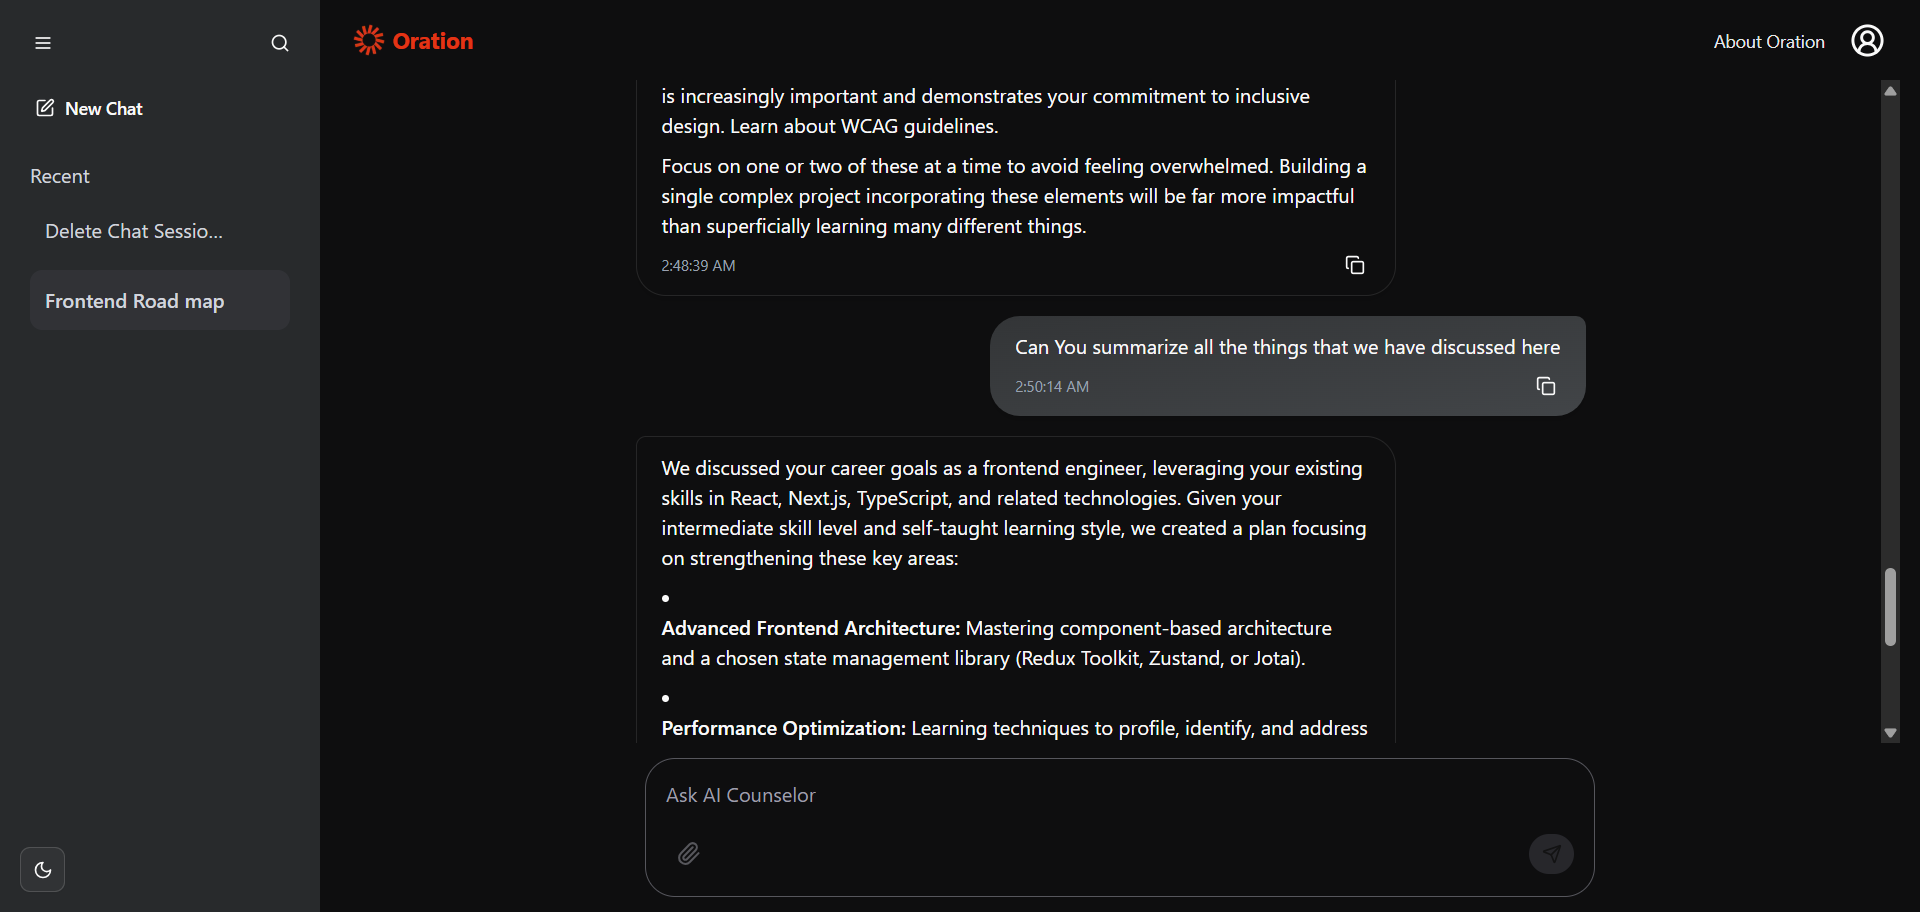 Oration
About Oration
New Chat
Recent
Delete Chat Sessio...
Frontend Road map
is increasingly important and demonstrates your commitment to inclusive
design. Learn about WCAG guidelines.
Focus on one or two of these at a time to avoid feeling overwhelmed. Building a
single complex project incorporating these elements will be far more impactful
than superficially learning many different things.
2:48:39 AM
Can You summarize all the things that we have discussed here
2:50:14 AM
We discussed your career goals as a frontend engineer, leveraging your existing
skills in React, Next.js, TypeScript, and related technologies. Given your
intermediate skill level and self-taught learning style, we created a plan focusing
on strengthening these key areas:
•
Advanced Frontend Architecture: Mastering component-based architecture
and a chosen state management library (Redux Toolkit, Zustand, or Jotai).
•
Performance Optimization: Learning techniques to profile, identify, and address
Ask AI Counselor